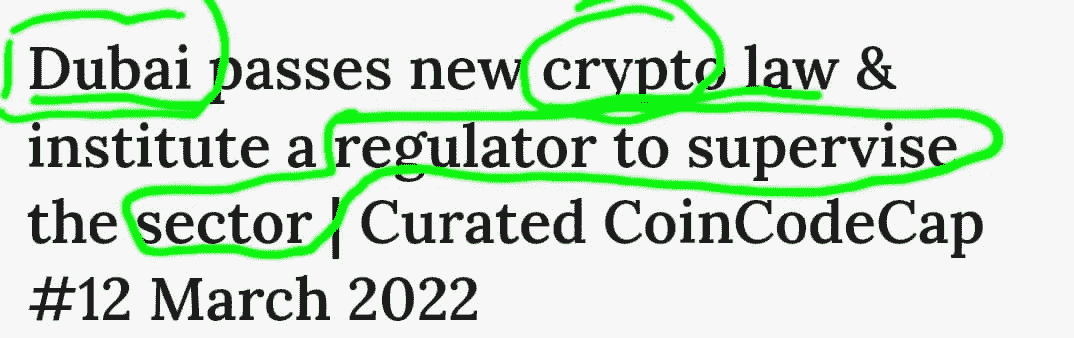 Dubai passes new crypto law &
institute a regulator to supervise
the sector | Curated CoinCodeCap
#12 March 2022